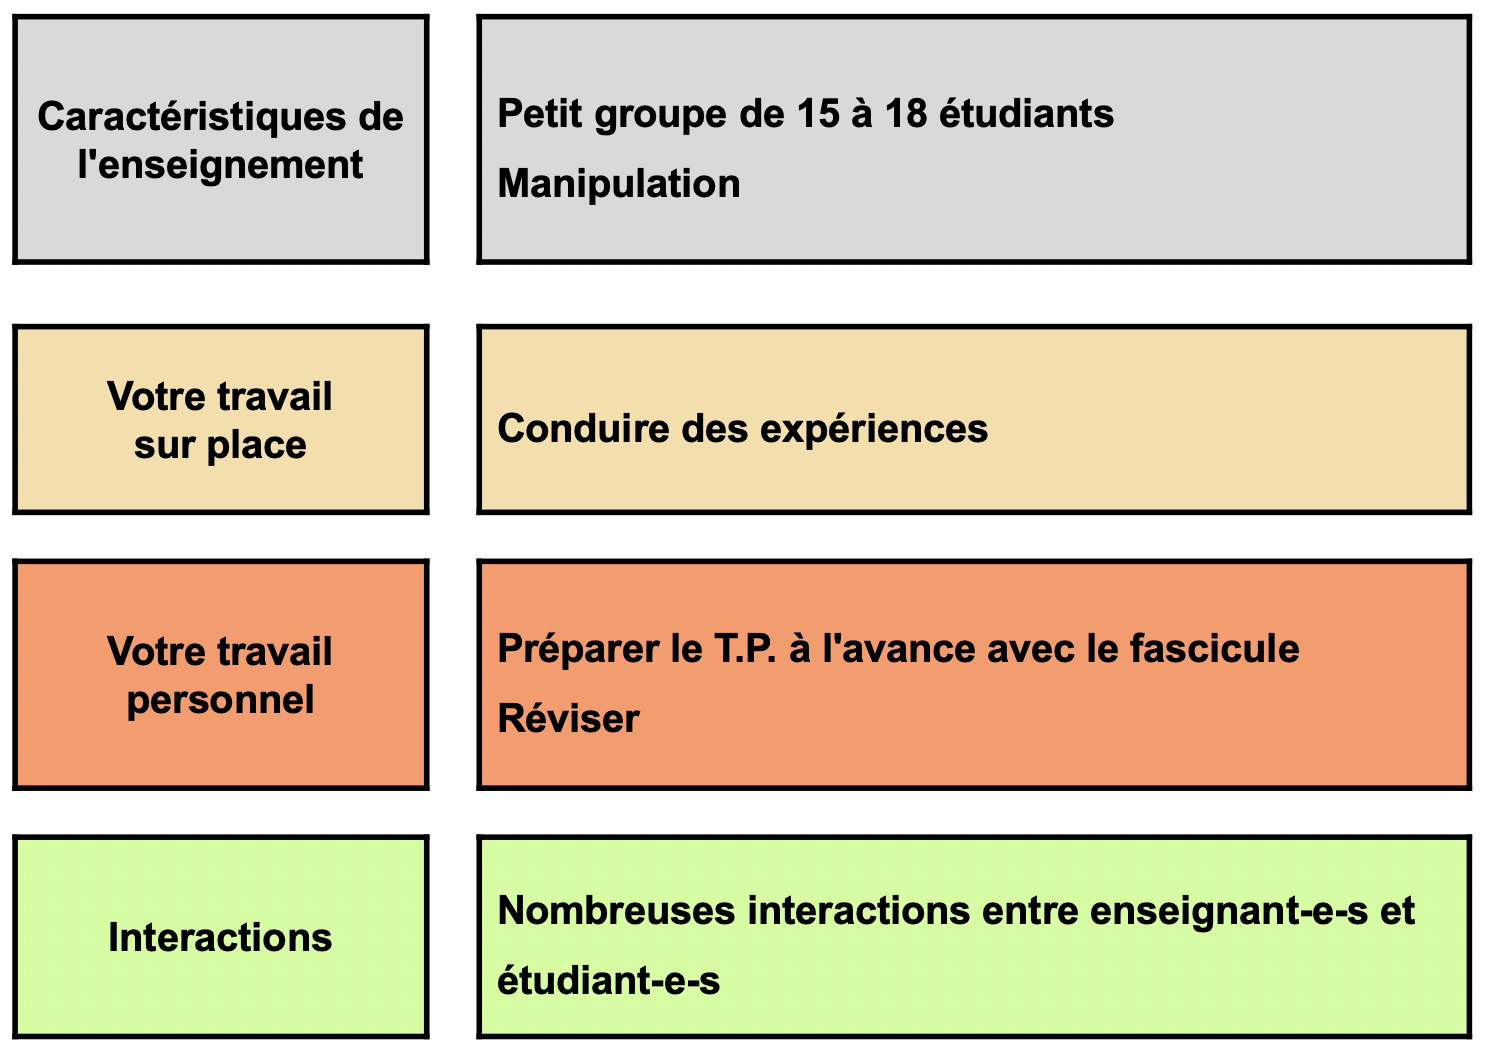 Caractéristiques de
l'enseignement
Petit groupe de 15 à 18 étudiants
Manipulation
Votre travail
sur place
Conduire des expériences
Votre travail
personnel
Préparer le T.P. à l'avance avec le fascicule
Réviser
Interactions
Nombreuses interactions entre enseignant-e-s et
étudiant-e-s